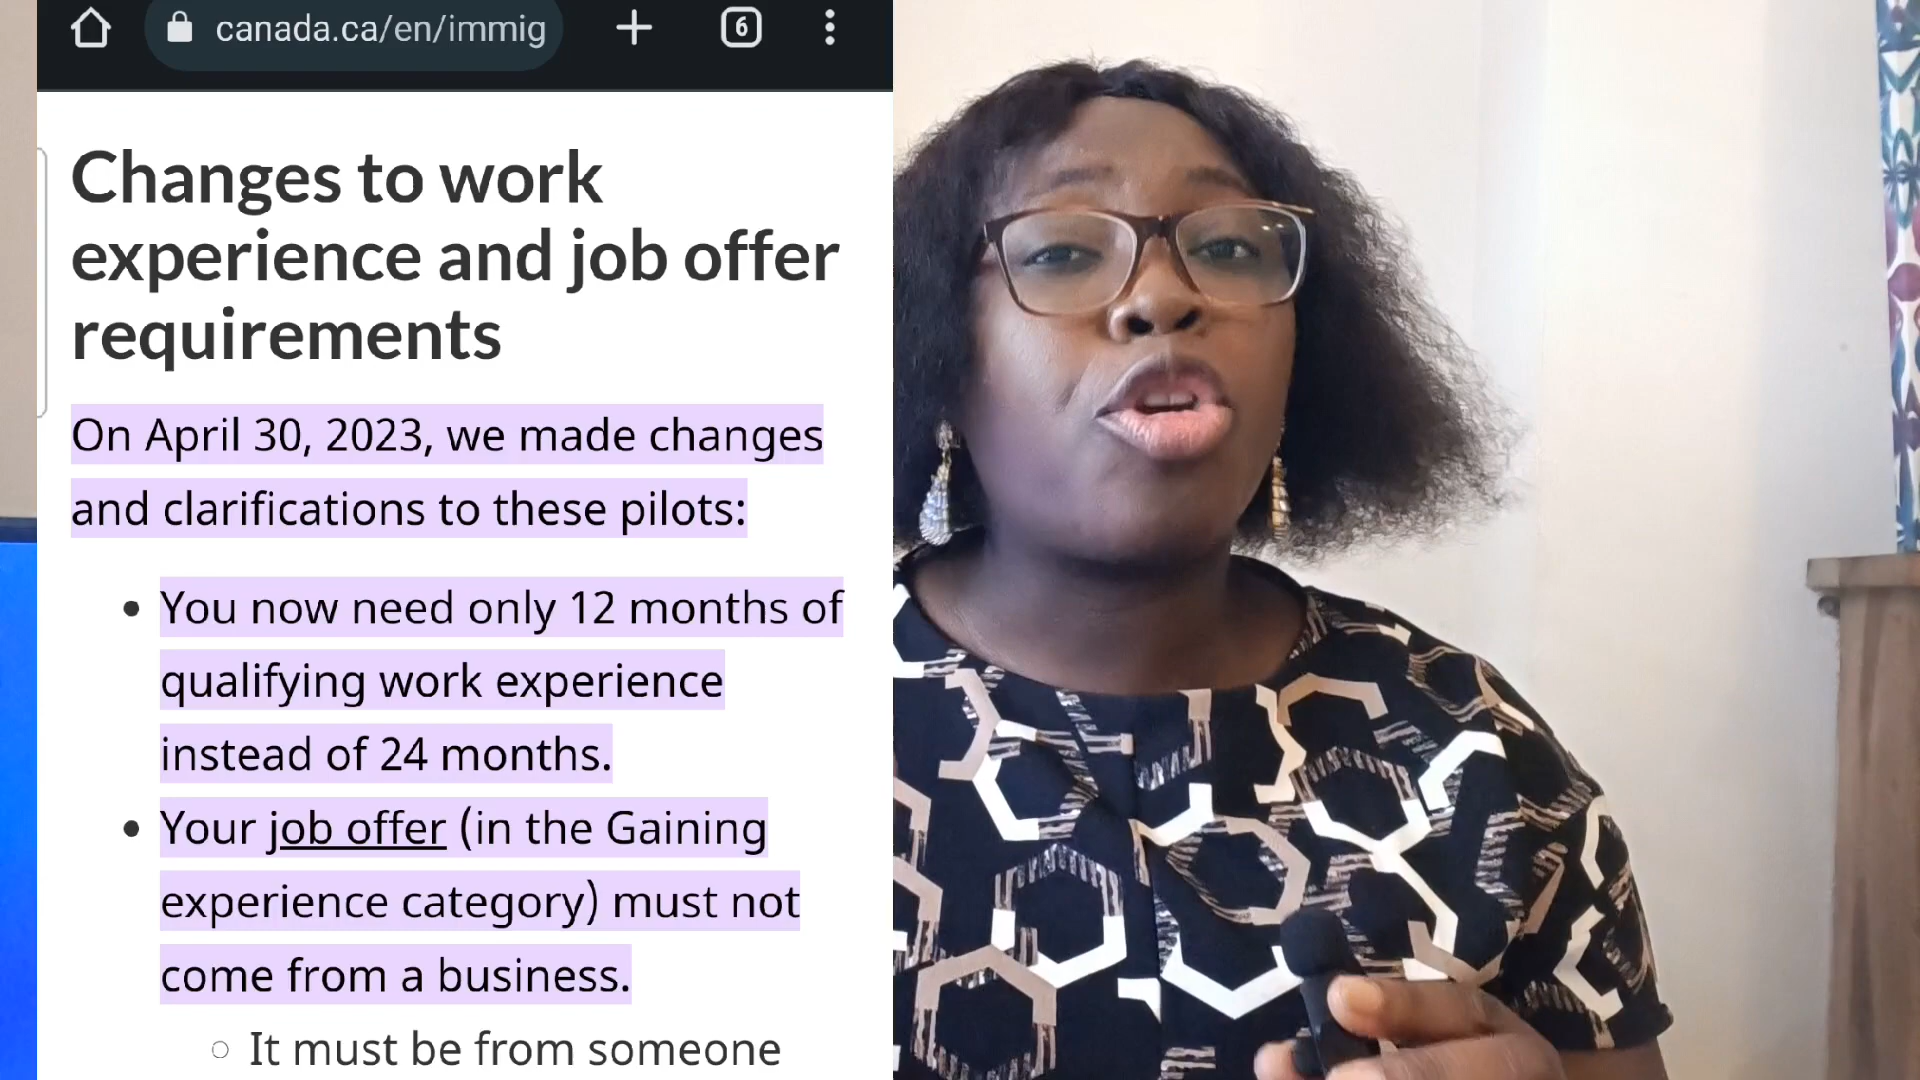 canada.ca/en/immig
6
Changes to work
experience and job offer
requirements
On April 30, 2023, we made changes
and clarifications to these pilots:
You now need only 12 months of
qualifying work experience
instead of 24 months.
Your job offer (in the Gaining
experience category) must not
come from a business.
It must be from someone